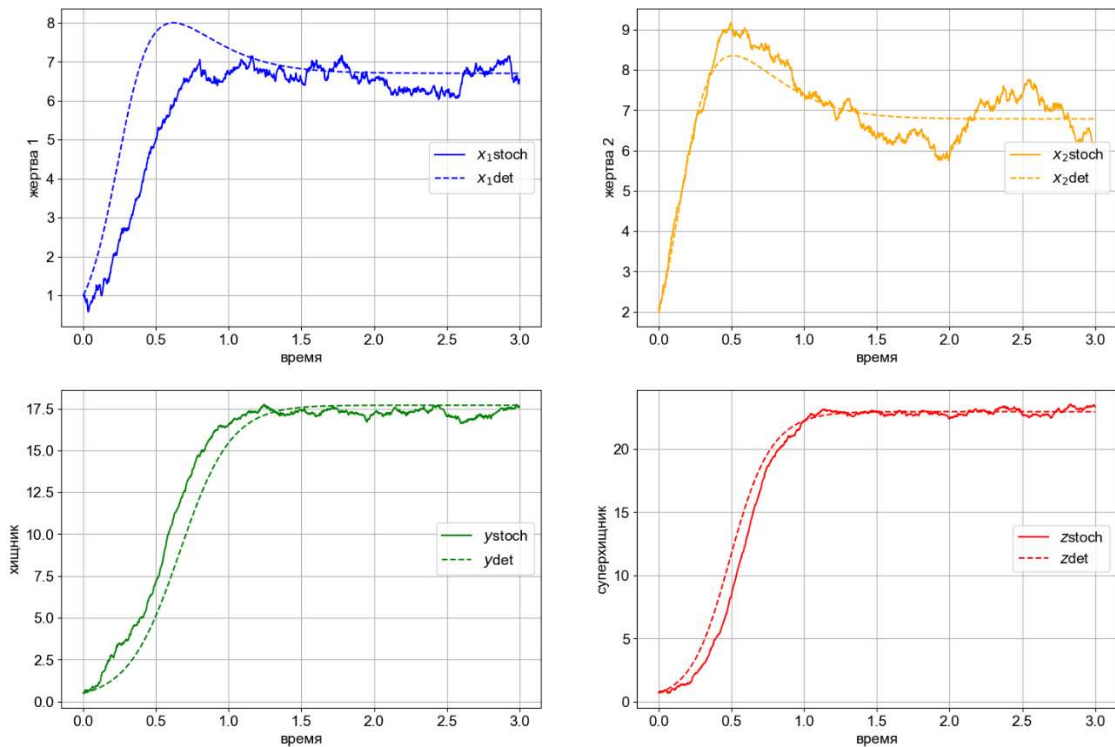 жертва 1
8
7
6
5
4
3
2
1
x₁stoch
x₁det
0.0 0.5 1.0 1.5 2.0 2.5 3.0
время
жертва 2
9
8
7
6
5
4
3
2
x₂stoch
x₂det
0.0 0.5 1.0 1.5 2.0 2.5 3.0
время
хищник
17.5
15.0
12.5
10.0
7.5
5.0
2.5
0.0
ystoch
ydet
0.0 0.5 1.0 1.5 2.0 2.5 3.0
время
суперхищник
20
15
10
5
0
zstoch
zdet
0.0 0.5 1.0 1.5 2.0 2.5 3.0
время